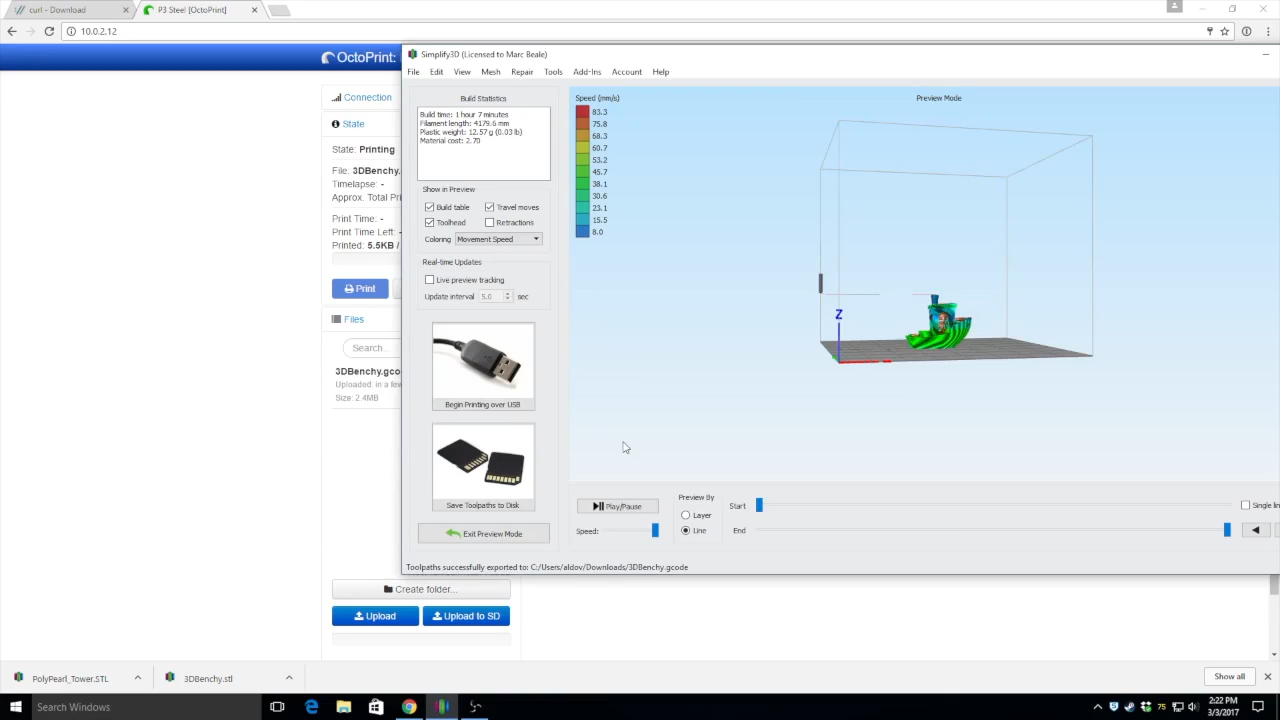 curl - Download
P3 Steel [OctoPrint]
10.0.2.12
OctoPrint:
Connection
State
State: Printing
File: 3DBenchy.
Timelapse: -
Approx. Total Pri
Print Time: -
Print Time Left: -
Printed: 5.5KB /
Print
Files
Search...
3DBenchy.gco
Uploaded: in a few
Size: 2.4MB
Create folder...
Upload
Upload to SD
Simplify3D (Licensed to Marc Beale)
File Edit View Mesh Repair Tools Add-Ins Account Help
Build Statistics
Build time: 1 hour 7 minutes
Filament length: 4179.6 mm
Plastic weight: 12.57 g (0.03 lb)
Material cost: 2.70
Show in Preview
Build table
Travel moves
Toolhead
Retractions
Coloring Movement Speed
Real-time Updates
Live preview tracking
Update interval 5.0 sec
Begin Printing over USB
Save Toolpaths to Disk
Exit Preview Mode
Speed (mm/s)
83.3
75.8
68.3
60.7
53.2
45.7
38.1
30.6
23.1
15.5
8.0
Preview Mode
Z
Play/Pause
Speed:
Preview By
Layer
Line
Start
End
Single lin
Toolpaths successfully exported to: C:/Users/aldov/Downloads/3DBenchy.gcode
PolyPearl_Tower.STL
3DBenchy.stl
Show all
Search Windows
75
2:22 PM
3/3/2017